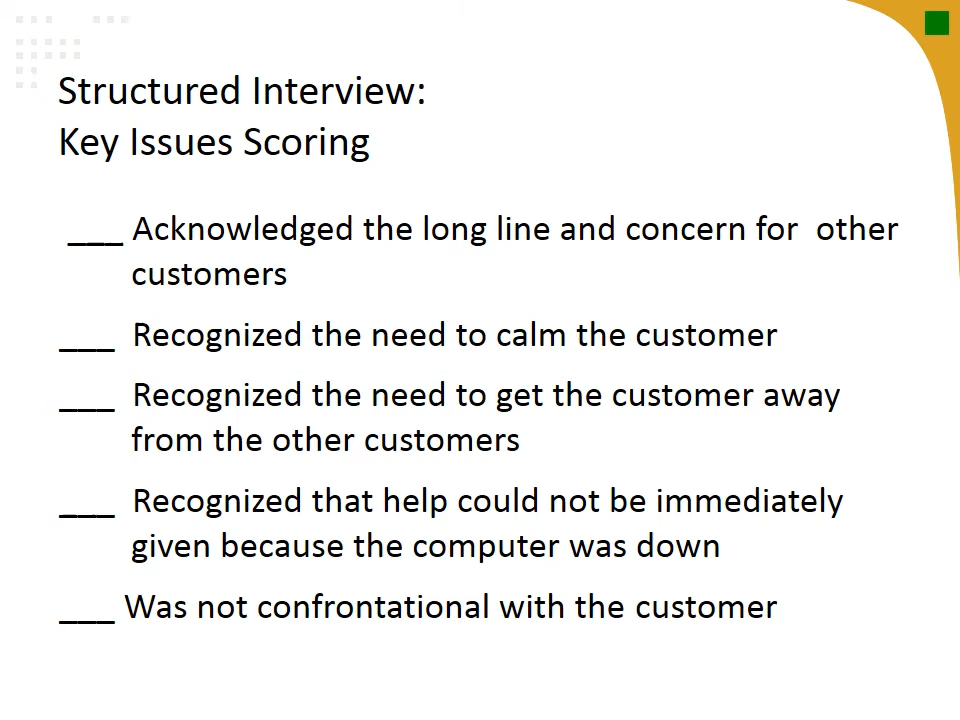 Structured Interview:
Key Issues Scoring
___ Acknowledged the long line and concern for  other
customers
___  Recognized the need to calm the customer
___  Recognized the need to get the customer away
from the other customers
___  Recognized that help could not be immediately
given because the computer was down
___ Was not confrontational with the customer